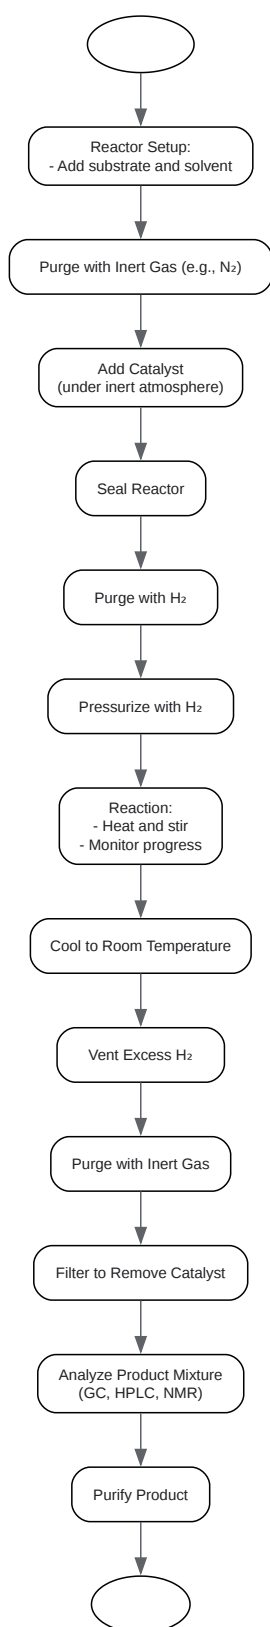 Reactor Setup:
- Add substrate and solvent
Purge with Inert Gas (e.g., N₂)
Add Catalyst
(under inert atmosphere)
Seal Reactor
Purge with H₂
Pressurize with H₂
Reaction:
- Heat and stir
- Monitor progress
Cool to Room Temperature
Vent Excess H₂
Purge with Inert Gas
Filter to Remove Catalyst
Analyze Product Mixture
(GC, HPLC, NMR)
Purify Product